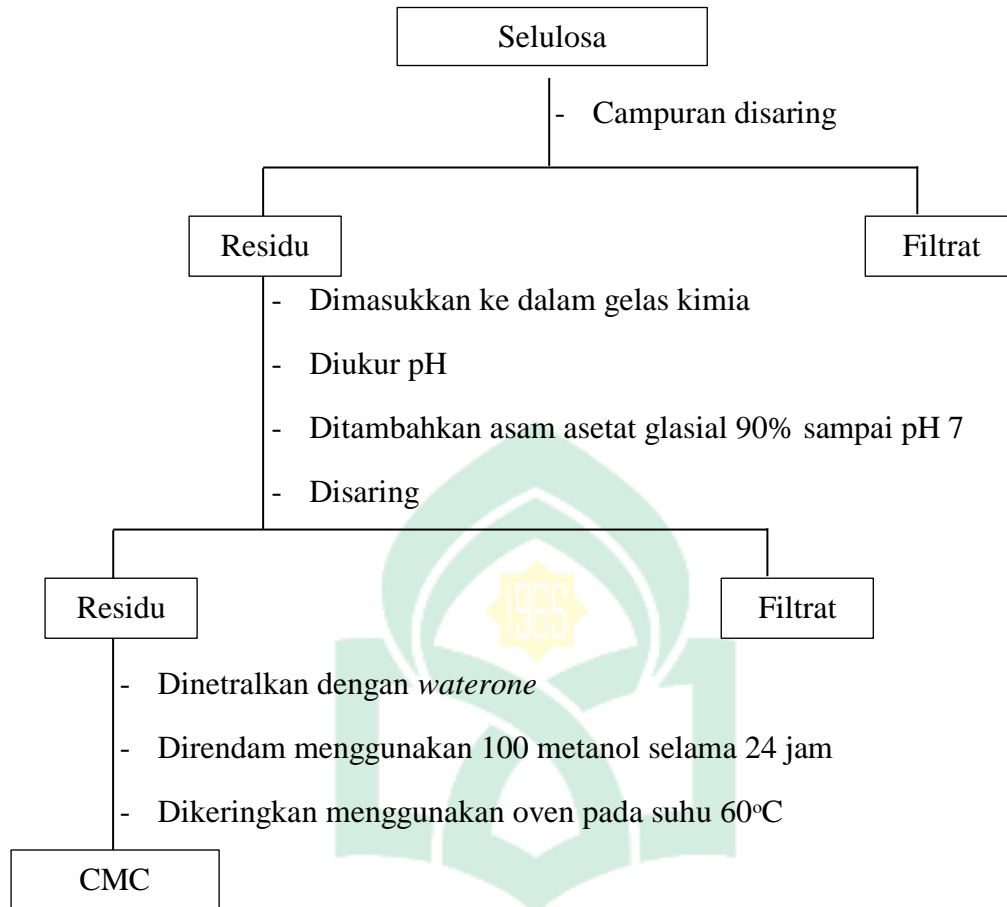 Selulosa
- Campuran disaring
Residu
Filtrat
- Dimasukkan ke dalam gelas kimia
- Diukur pH
- Ditambahkan asam asetat glasial 90% sampai pH 7
- Disaring
Residu
Filtrat
1965
- Dinetralkan dengan waterone
- Direndam menggunakan 100 metanol selama 24 jam
- Dikeringkan menggunakan oven pada suhu 60°C
CMC